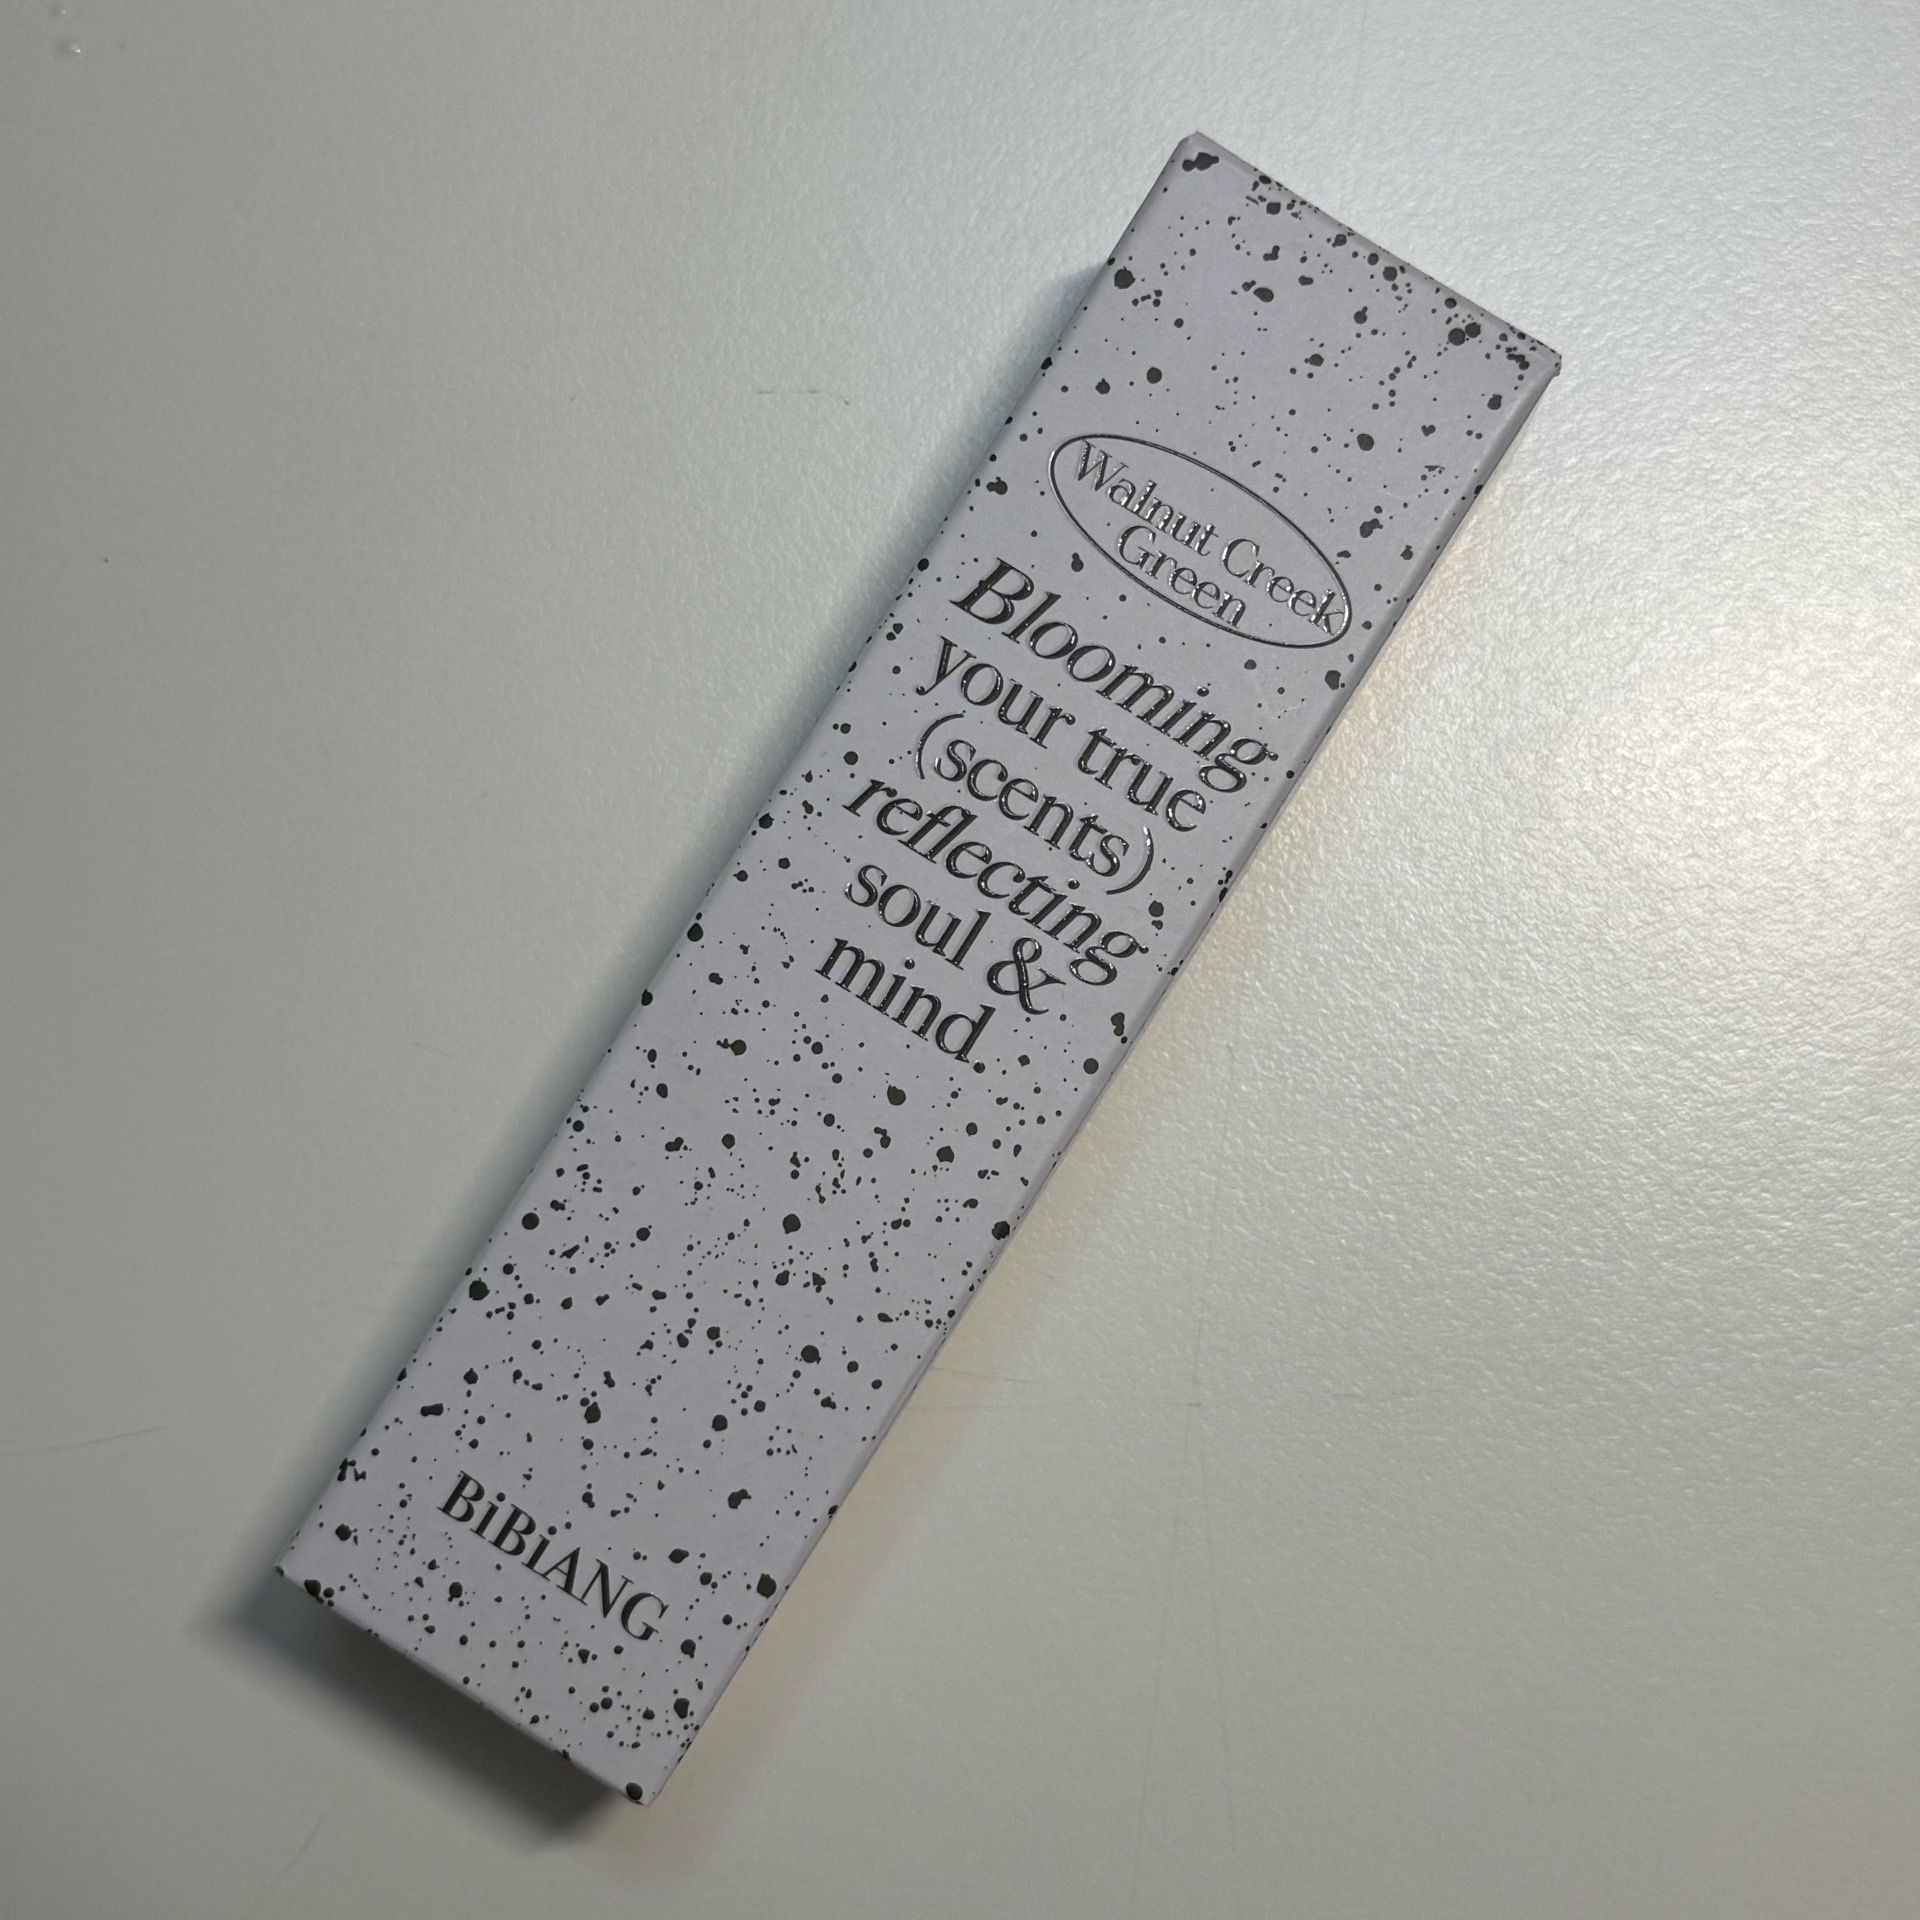 Walnut Creek
Green
Blooming
your true
(scents)
reflecting
soul &
mind.
BiBiANG